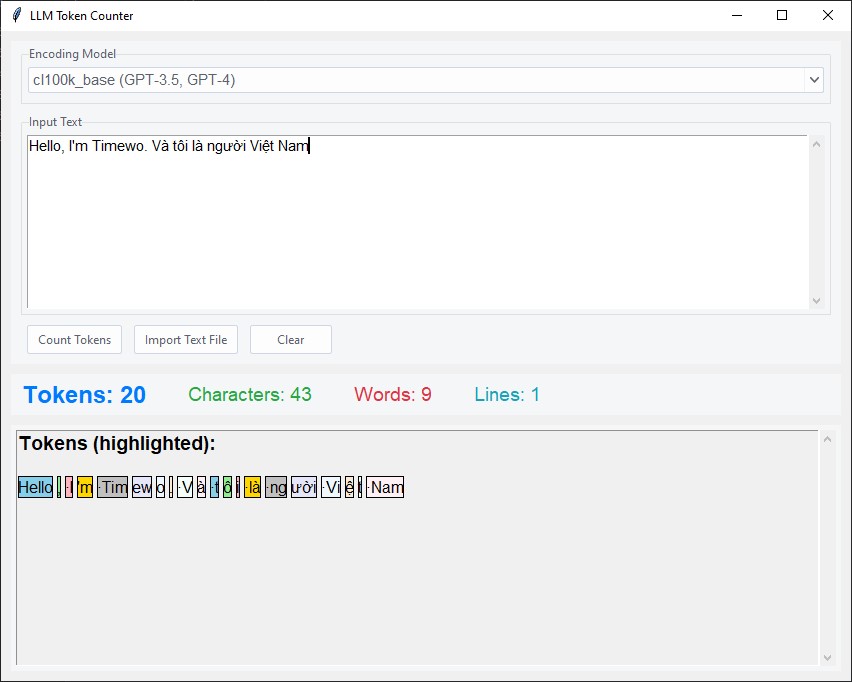 LLM Token Counter
Encoding Model
cl100k_base (GPT-3.5, GPT-4)
Input Text
Hello, I'm Timewo. Và tôi là người Việt Nam
Count Tokens Import Text File Clear
Tokens: 20 Characters: 43 Words: 9 Lines: 1
Tokens (highlighted):
Hello , ·I 'm ·Tim ew o . ·V à ·t ô i ·là ·ng ười ·Vi ệ t ·Nam